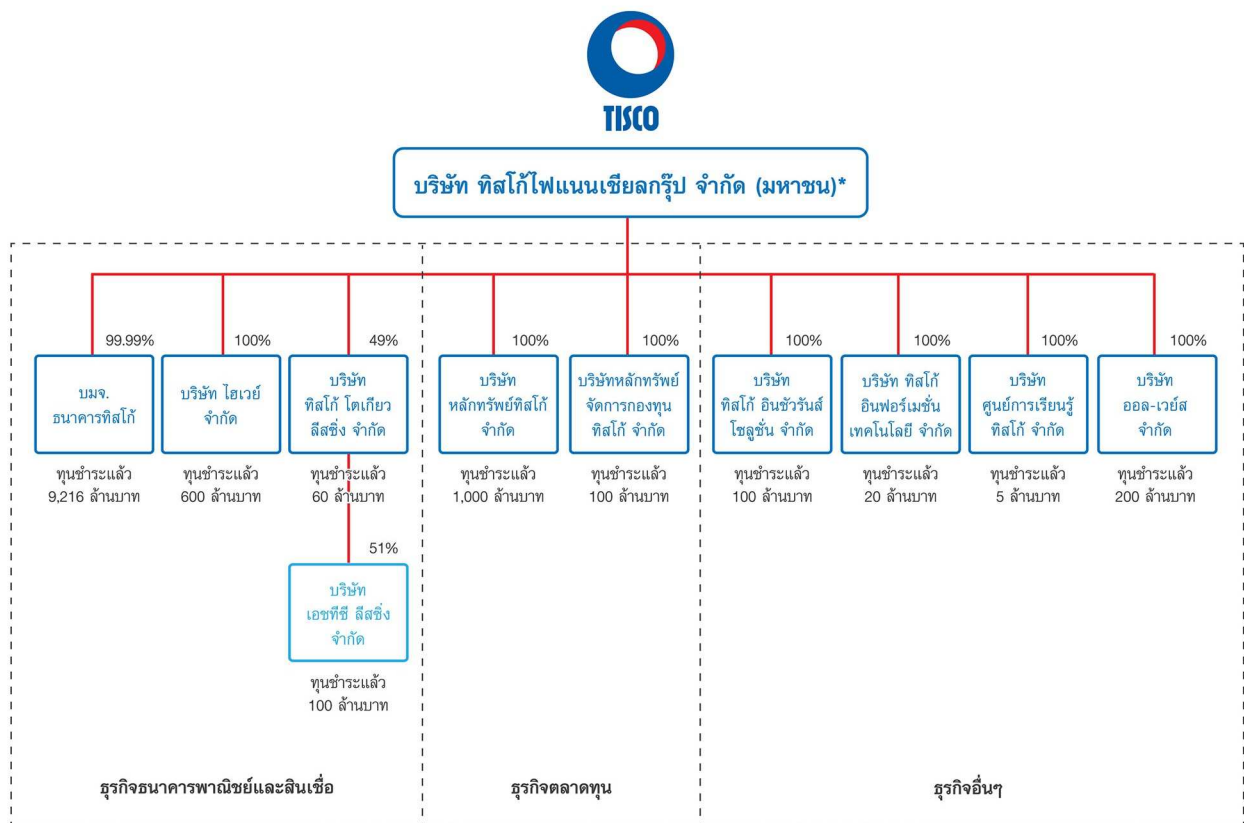 TISCO
บริษัท ทิสโก้ไฟแนนเชียลกรุ๊ป จำกัด (มหาชน)*
99.99%
บมจ.
ธนาคารทิสโก้
ทุนชำระแล้ว
9,216 ล้านบาท
100%
บริษัท ไฮเวย์
จำกัด
ทุนชำระแล้ว
600 ล้านบาท
49%
บริษัท
ทิสโก้ โตเกียว
ลีสซิ่ง จำกัด
ทุนชำระแล้ว
60 ล้านบาท
51%
บริษัท
เอชทีซี ลีสซิ่ง
จำกัด
ทุนชำระแล้ว
100 ล้านบาท
ธุรกิจธนาคารพาณิชย์และสินเชื่อ
100%
บริษัท
หลักทรัพย์ทิสโก้
จำกัด
ทุนชำระแล้ว
1,000 ล้านบาท
100%
บริษัทหลักทรัพย์
จัดการกองทุน
ทิสโก้ จำกัด
ทุนชำระแล้ว
100 ล้านบาท
ธุรกิจตลาดทุน
100%
บริษัท
ทิสโก้ อินชัวรันส์
โซลูชั่น จำกัด
ทุนชำระแล้ว
100 ล้านบาท
100%
บริษัท ทิสโก้
อินฟอร์เมชั่น
เทคโนโลยี จำกัด
ทุนชำระแล้ว
20 ล้านบาท
100%
บริษัท
ศูนย์การเรียนรู้
ทิสโก้ จำกัด
ทุนชำระแล้ว
5 ล้านบาท
100%
บริษัท
ออล-เวย์ส
จำกัด
ทุนชำระแล้ว
200 ล้านบาท
ธุรกิจอื่นๆ